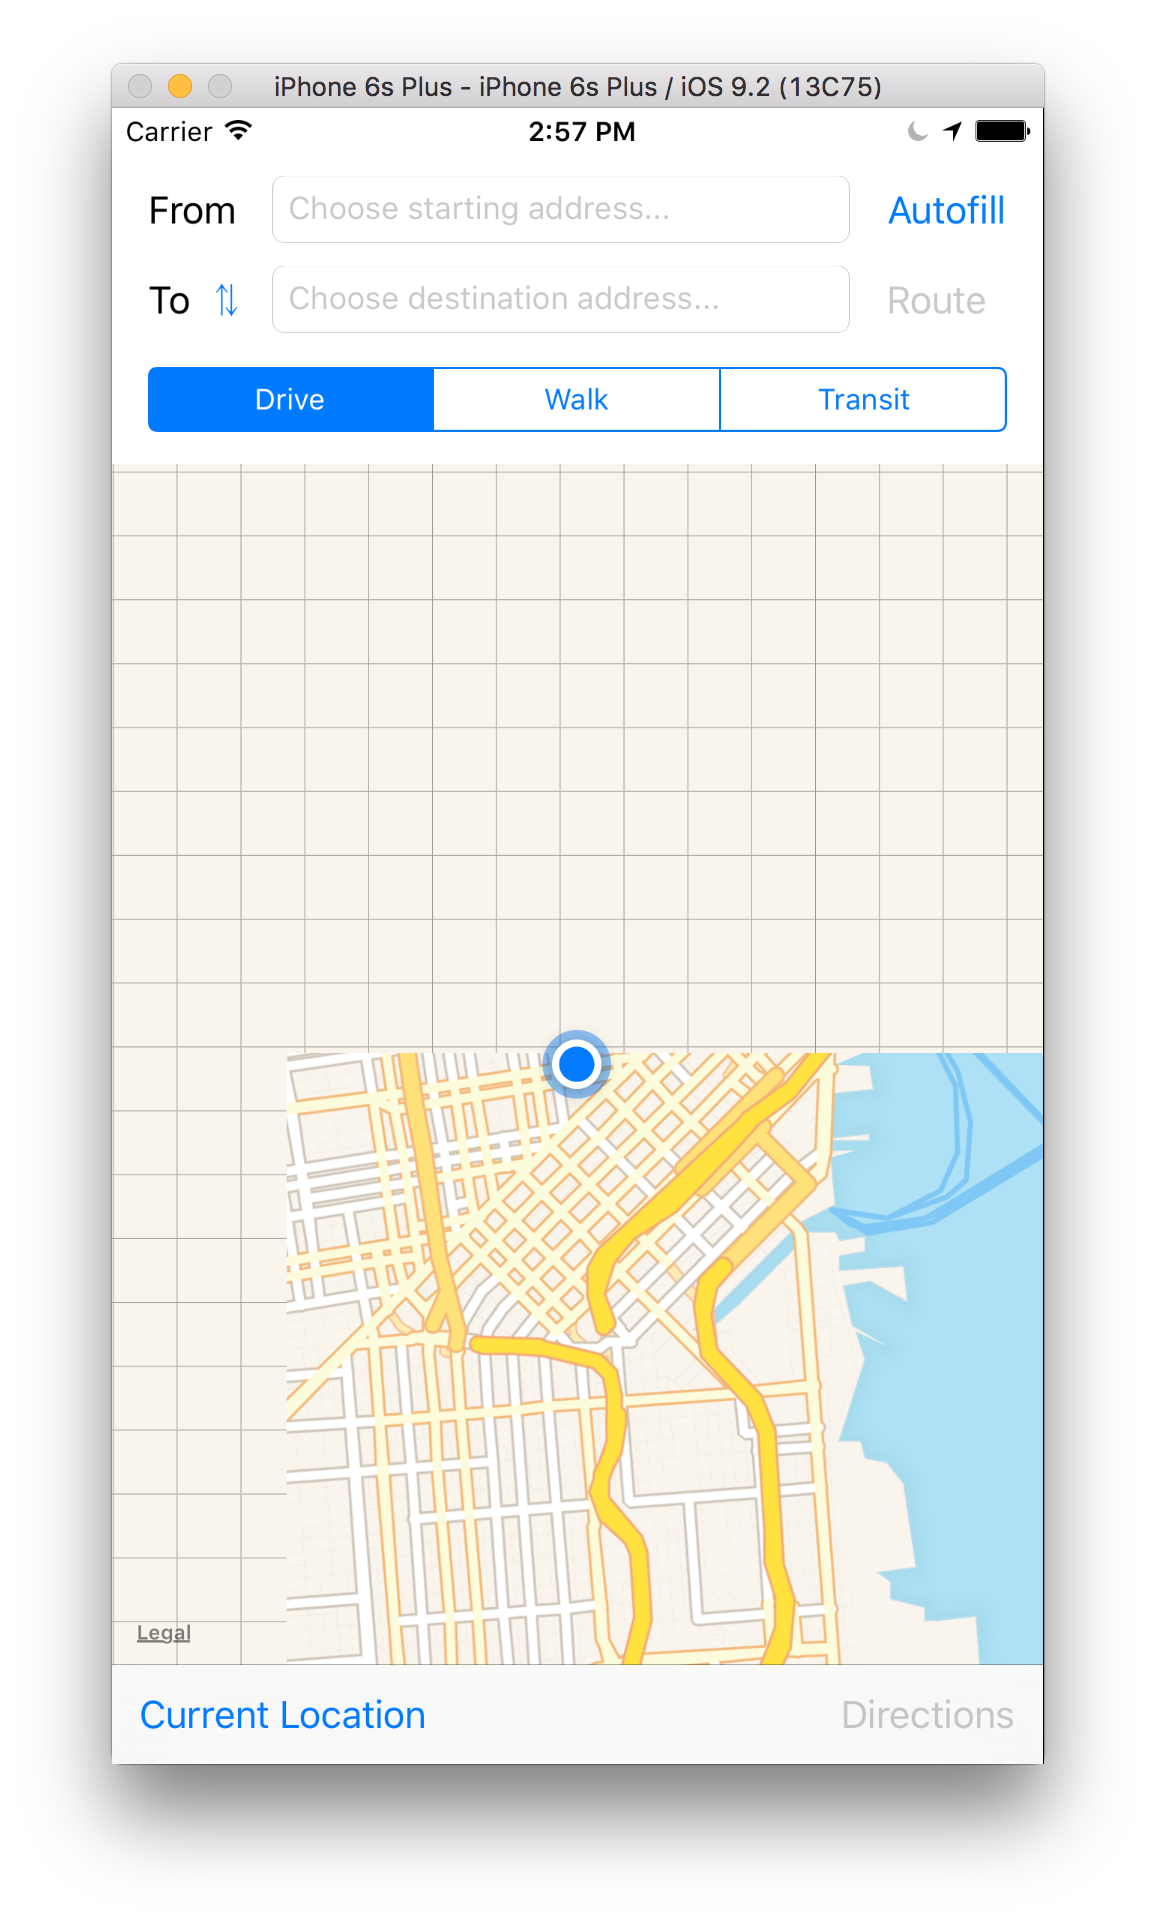 iPhone 6s Plus - iPhone 6s Plus / iOS 9.2 (13C75)
Carrier 2:57 PM
From Choose starting address... Autofill
To Choose destination address... Route
Drive Walk Transit
Legal
Current Location Directions